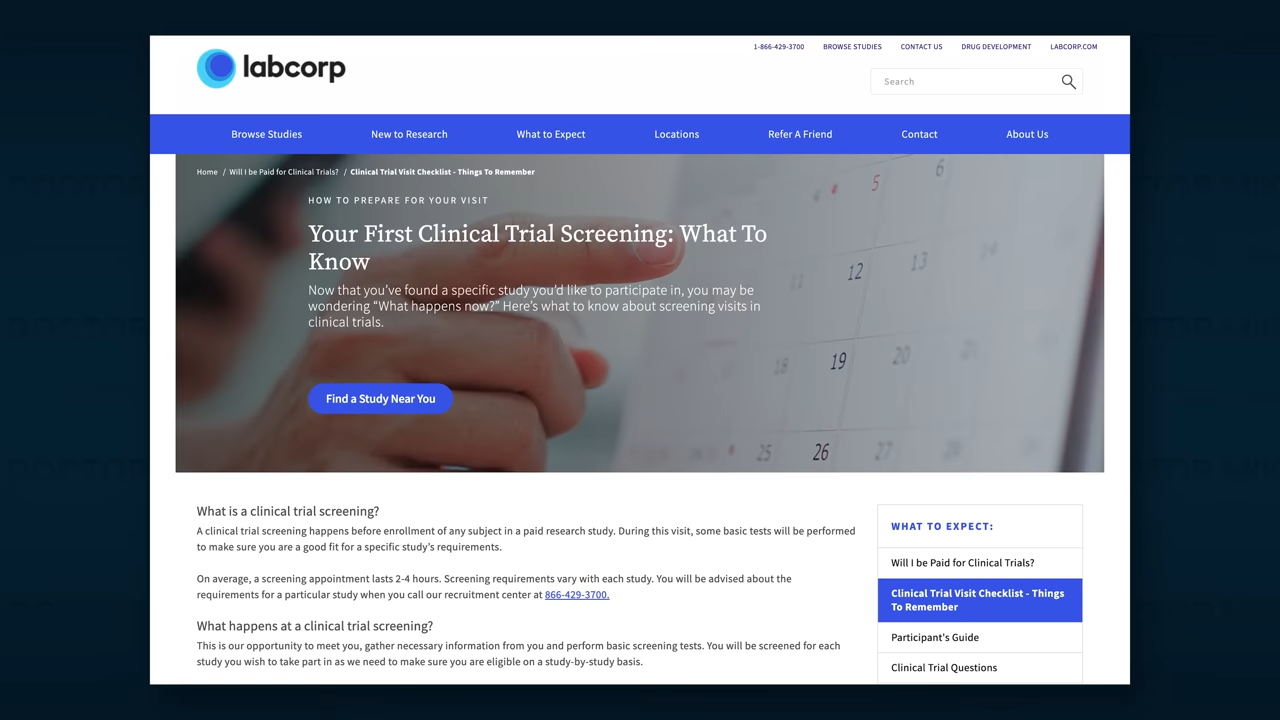 1-866-429-3700 BROWSE STUDIES CONTACT US DRUG DEVELOPMENT LABCORP.COM
labcorp
Search
Browse Studies New to Research What to Expect Locations Refer A Friend Contact About Us
Home / Will I be Paid for Clinical Trials? / Clinical Trial Visit Checklist - Things To Remember
HOW TO PREPARE FOR YOUR VISIT
Your First Clinical Trial Screening: What To
Know
Now that you've found a specific study you'd like to participate in, you may be
wondering “What happens now?” Here's what to know about screening visits in
clinical trials.
Find a Study Near You
5 6
11 12 13 14
18 19 20
25 26 27
What is a clinical trial screening?
A clinical trial screening happens before enrollment of any subject in a paid research study. During this visit, some basic tests will be performed
to make sure you are a good fit for a specific study's requirements.
On average, a screening appointment lasts 2-4 hours. Screening requirements vary with each study. You will be advised about the
requirements for a particular study when you call our recruitment center at 866-429-3700.
What happens at a clinical trial screening?
This is our opportunity to meet you, gather necessary information from you and perform basic screening tests. You will be screened for each
study you wish to take part in as we need to make sure you are eligible on a study-by-study basis.
WHAT TO EXPECT:
Will I be Paid for Clinical Trials?
Clinical Trial Visit Checklist - Things
To Remember
Participant's Guide
Clinical Trial Questions